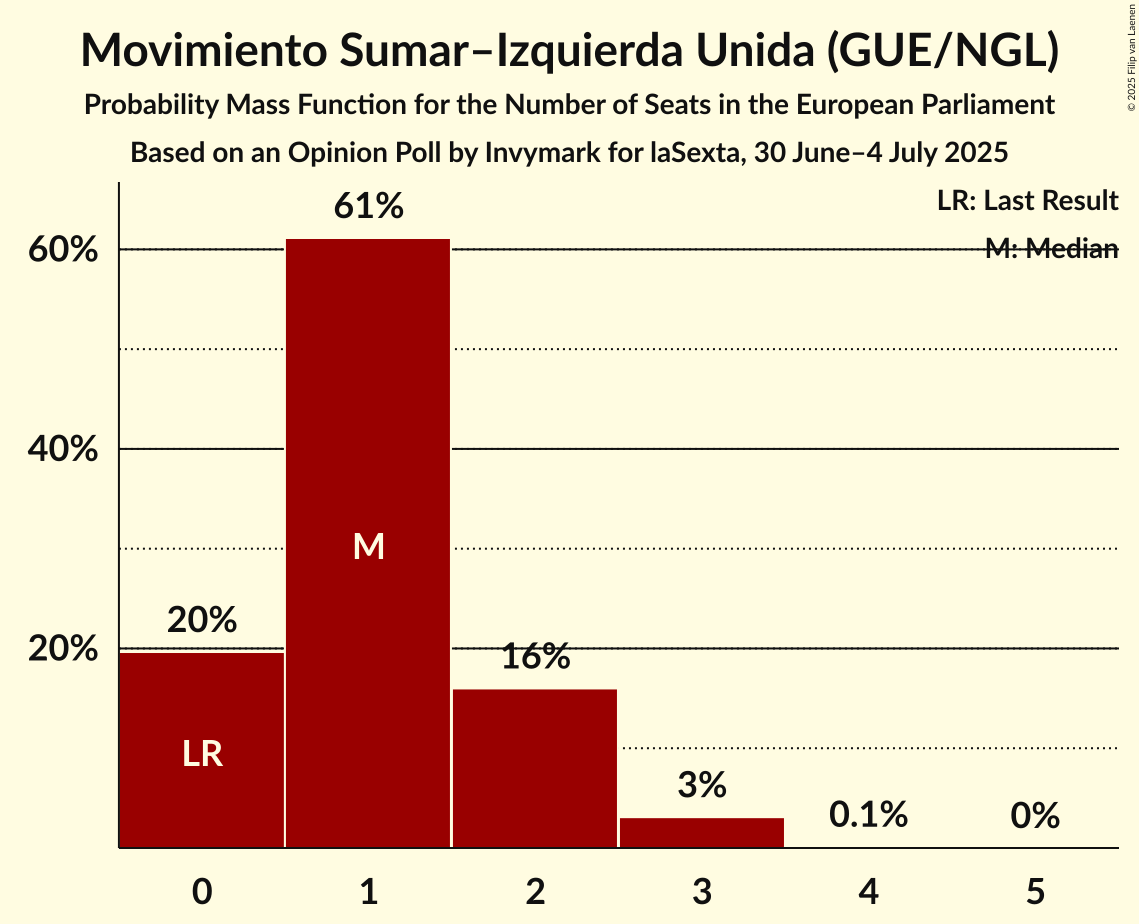 Movimiento Sumar–Izquierda Unida (GUE/NGL)
Probability Mass Function for the Number of Seats in the European Parliament
Based on an Opinion Poll by Invymark for laSexta, 30 June–4 July 2025
© 2025 Filip van Laenen
LR: Last Result
M: Median
61%
60%
40%
M
20%
20%
16%
LR
3%
0.1%
0%
0 1 2 3 4 5